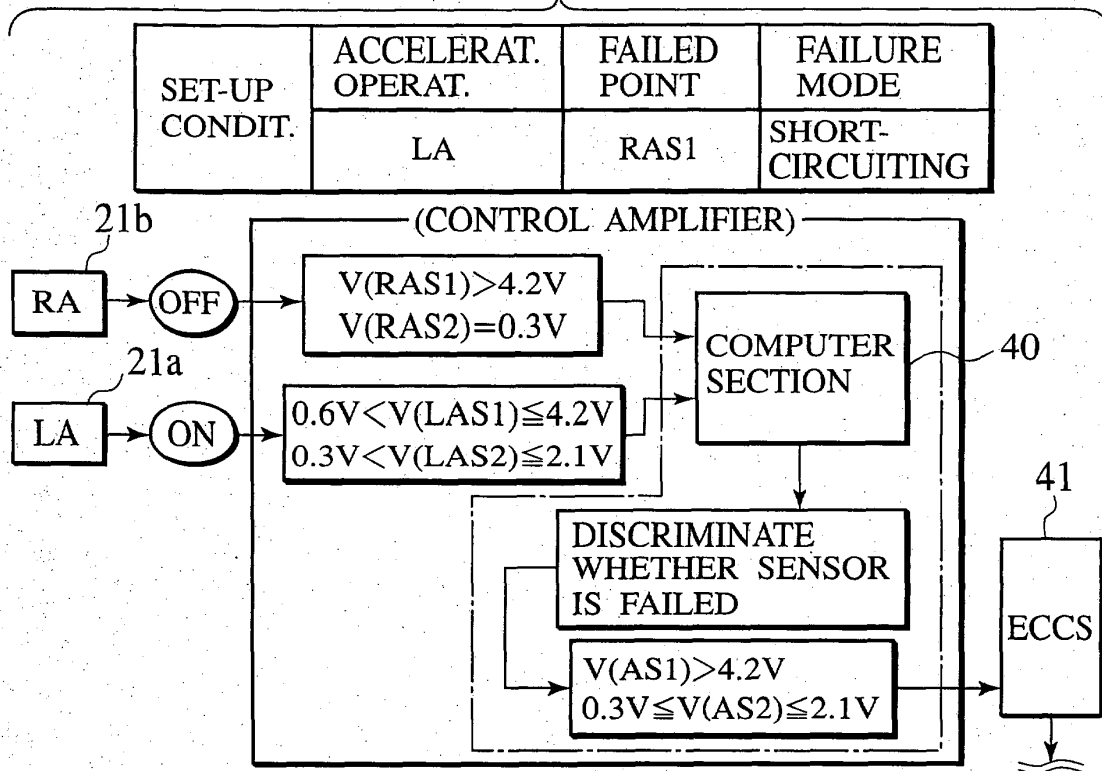 SET-UP
CONDIT.
ACCELERAT.
OPERAT.
FAILED
POINT
FAILURE
MODE
LA
RAS1
SHORT-
CIRCUITING
(CONTROL AMPLIFIER)
21b
RA
OFF
V(RAS1)>4.2V
V(RAS2)=0.3V
21a
LA
ON
0.6V<V(LAS1)≦4.2V
0.3V<V(LAS2)≦2.1V
COMPUTER
SECTION
40
DISCRIMINATE
WHETHER SENSOR
IS FAILED
V(AS1)>4.2V
0.3V≦V(AS2)≦2.1V
41
ECCS